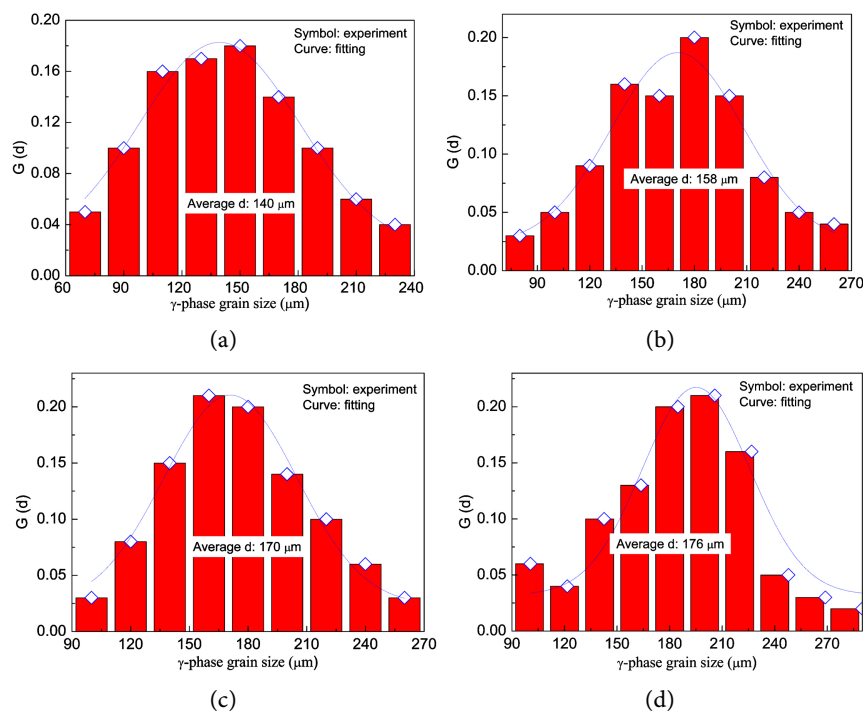 Symbol: experiment
Curve: fitting
G (d)
0.20
0.16
0.12
0.08
0.04
0.00
Average d: 140 μm
60 90 120 150 180 210 240
γ-phase grain size (μm)
(a)
Symbol: experiment
Curve: fitting
G (d)
0.20
0.15
0.10
0.05
0.00
Average d: 158 μm
90 120 150 180 210 240 270
γ-phase grain size (μm)
(b)
Symbol: experiment
Curve: fitting
G (d)
0.20
0.15
0.10
0.05
0.00
Average d: 170 μm
90 120 150 180 210 240 270
γ-phase grain size (μm)
(c)
Symbol: experiment
Curve: fitting
G (d)
0.20
0.15
0.10
0.05
0.00
Average d: 176 μm
90 120 150 180 210 240 270
γ-phase grain size (μm)
(d)